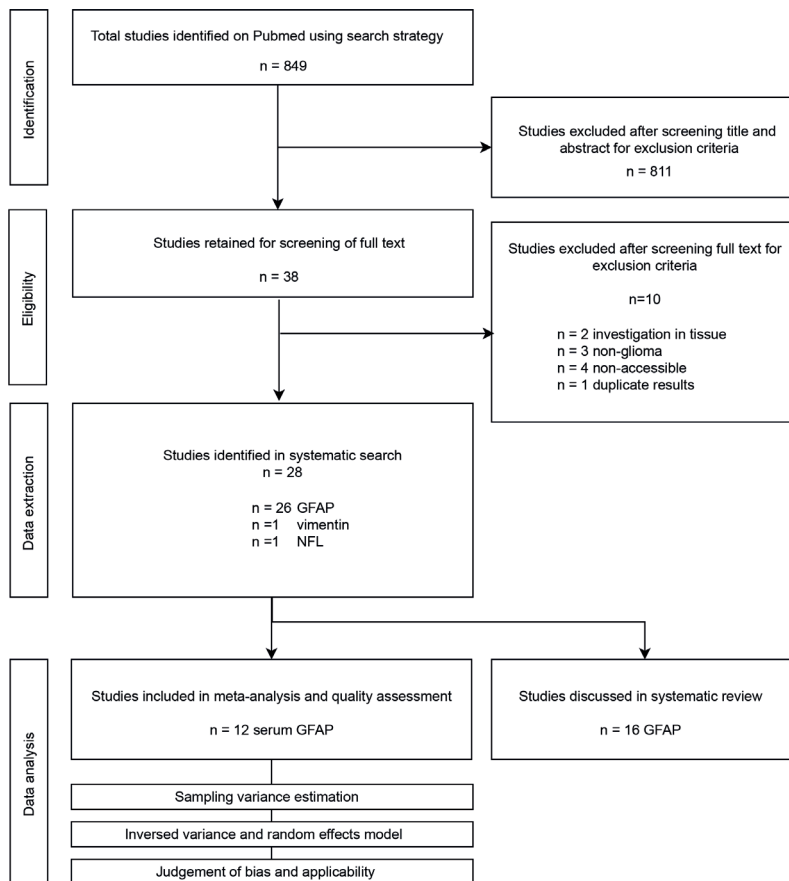 Identification
Total studies identified on Pubmed using search strategy
n = 849
Studies excluded after screening title and
abstract for exclusion criteria
n = 811
Eligibility
Studies retained for screening of full text
n = 38
Studies excluded after screening full text for
exclusion criteria
n=10
n = 2 investigation in tissue
n = 3 non-glioma
n = 4 non-accessible
n = 1 duplicate results
Data extraction
Studies identified in systematic search
n = 28
n = 26 GFAP
n =1 vimentin
n =1 NFL
Data analysis
Studies included in meta-analysis and quality assessment
n = 12 serum GFAP
Studies discussed in systematic review
n = 16 GFAP
Sampling variance estimation
Inversed variance and random effects model
Judgement of bias and applicability